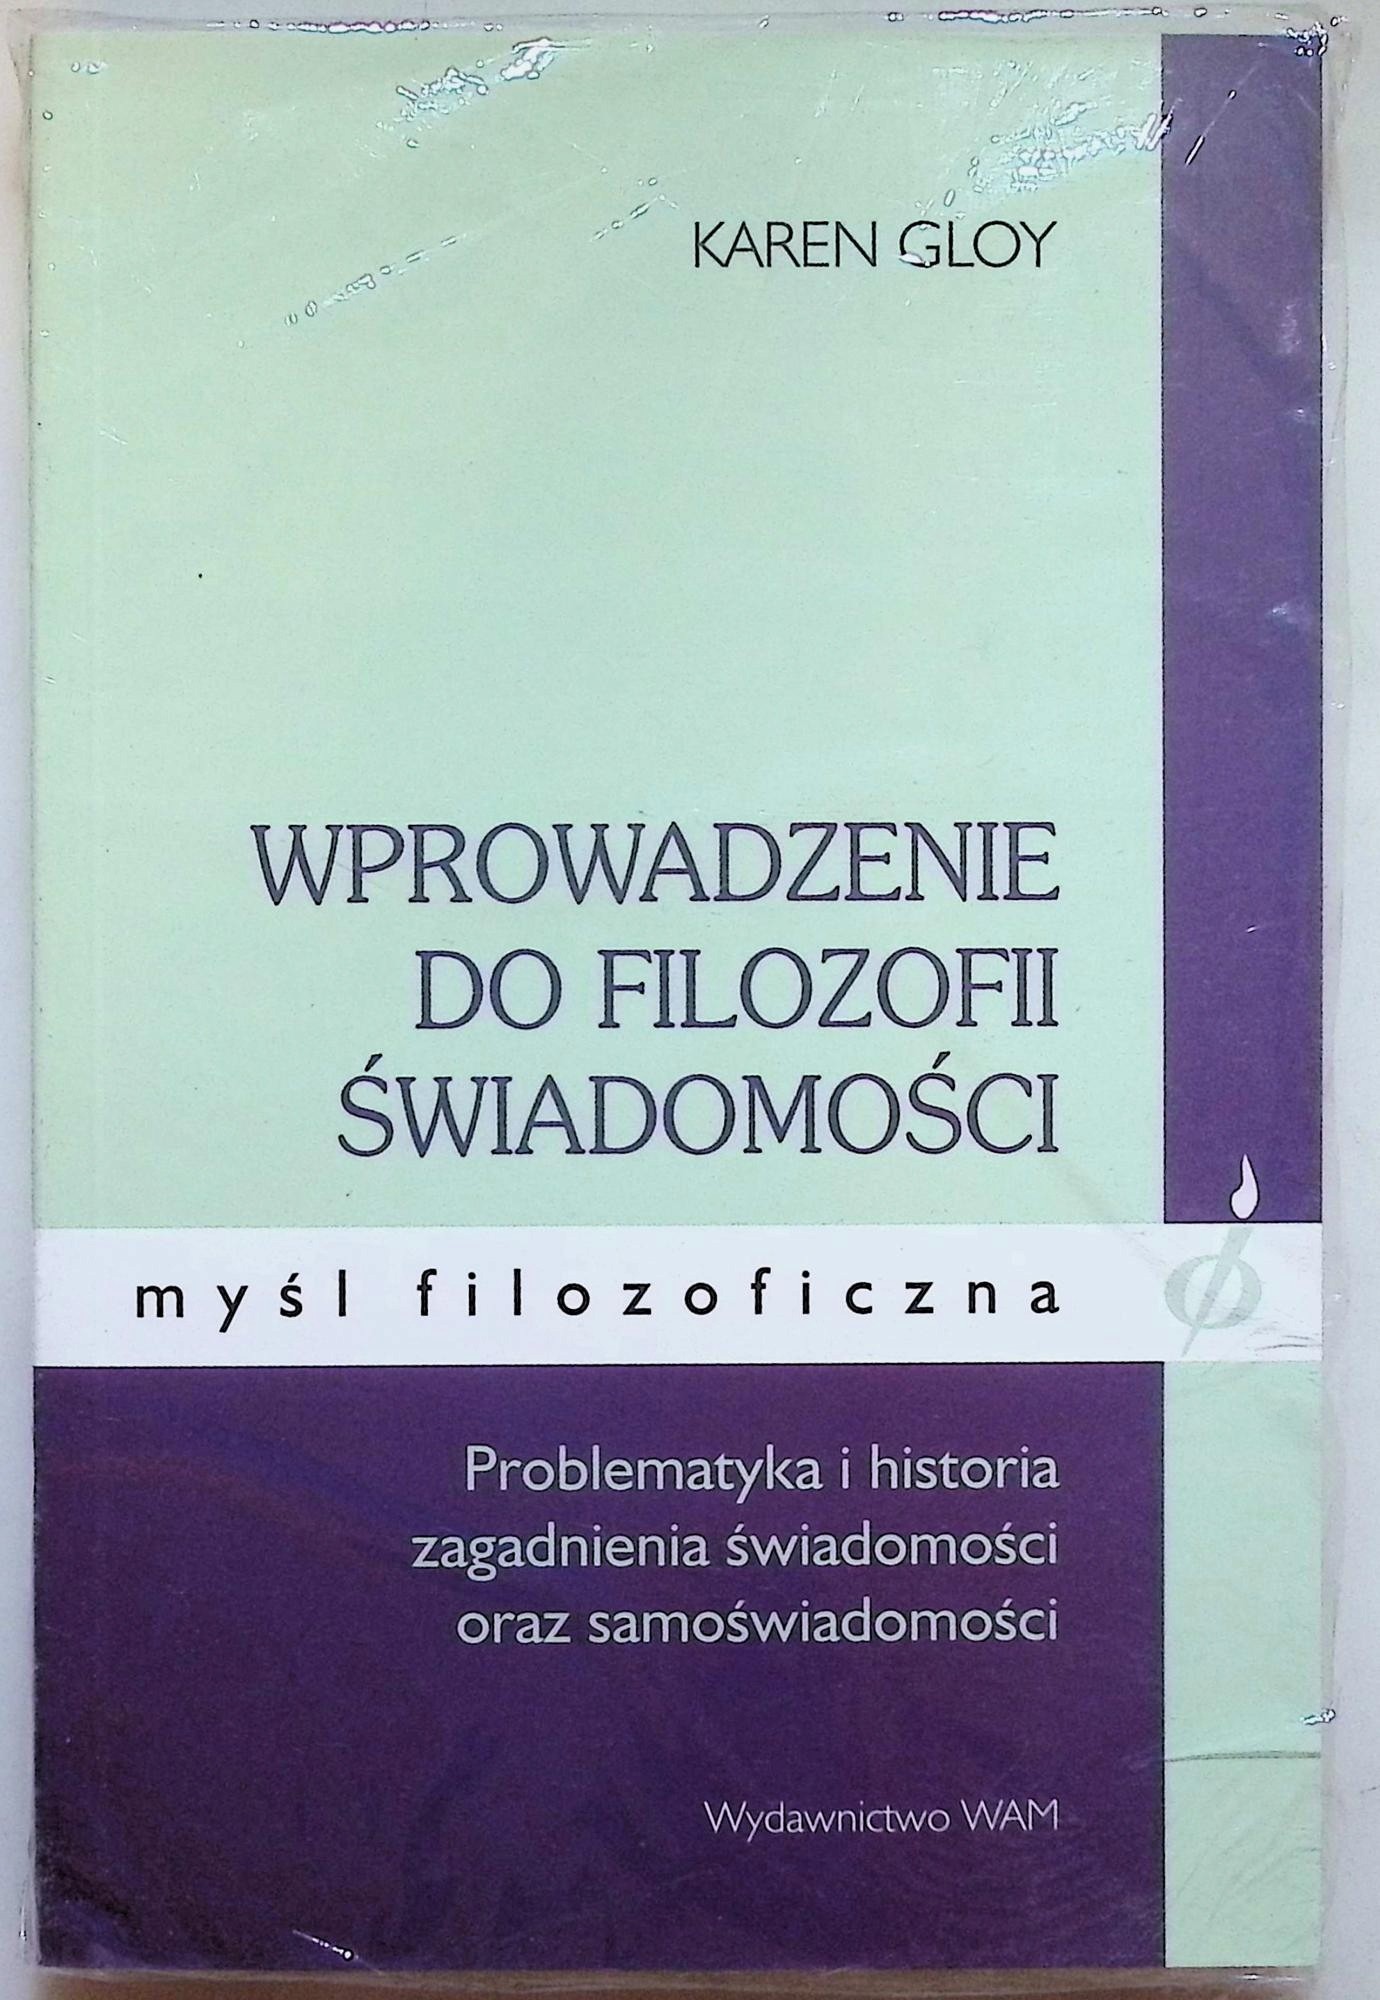 KAREN GLOY
WPROWADZENIE
DO FILOZOFII
ŚWIADOMOŚCI
myśl filozoficzna
Problematyka i historia
zagadnienia świadomości
oraz samoświadomości
Wydawnictwo WAM